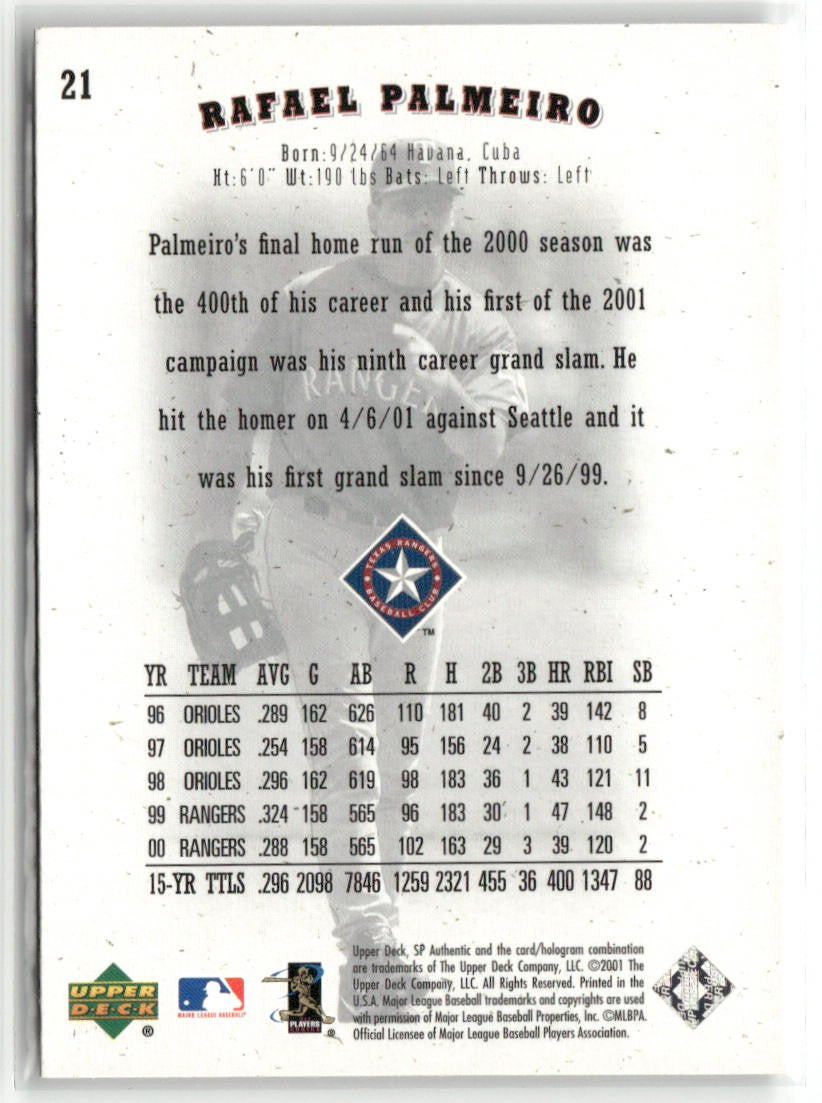 21
RAFAEL PALMEIRO
Born:9/24/64 Havana, Cuba
Ht:6'0" Wt:190 lbs Bats: Left Throws: Left
Palmeiro's final home run of the 2000 season was
the 400th of his career and his first of the 2001
campaign was his ninth career grand slam. He
hit the homer on 4/6/01 against Seattle and it
was his first grand slam since 9/26/99.
RANGE
TEXAS RANGERS
BASEBALL CLUB
TM
YR TEAM AVG G AB R H 2B 3B HR RBI SB
96 ORIOLES .289 162 626 110 181 40 2 39 142 8
97 ORIOLES .254 158 614 95 156 24 2 38 110 5
98 ORIOLES .296 162 619 98 183 36 1 43 121 11
99 RANGERS .324 158 565 96 183 30 1 47 148 2
00 RANGERS .288 158 565 102 163 29 3 39 120 2
15-YR TTLS .296 2098 7846 1259 2321 455 36 400 1347 88
Upper Deck, SP Authentic and the card/hologram combination
are trademarks of The Upper Deck Company, LLC. ©2001 The
Upper Deck Company, LLC. All Rights Reserved. Printed in the
U.S.A. Major League Baseball trademarks and copyrights are used
with permission of Major League Baseball Properties, Inc. ©MLBPA.
Official Licensee of Major League Baseball Players Association.
UPPER
DECK
®
MAJOR LEAGUE BASEBALL
PLAYERS
®